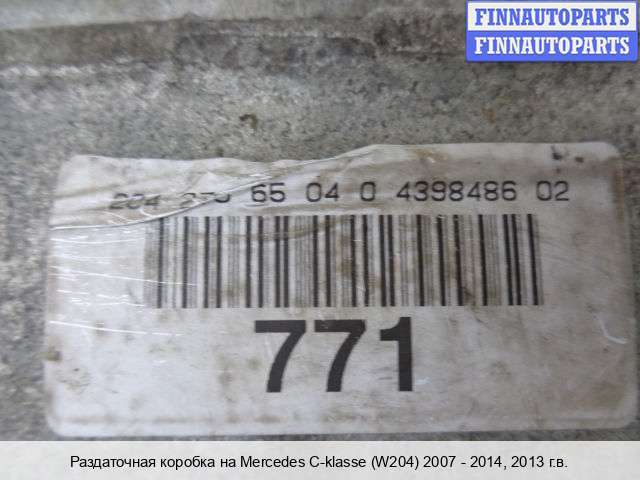 FINNAUTOPARTS
FINNAUTOPARTS
204 65 04 0 4398486 02
771
Раздаточная коробка на Mercedes C-klasse (W204) 2007 - 2014, 2013 г.в.